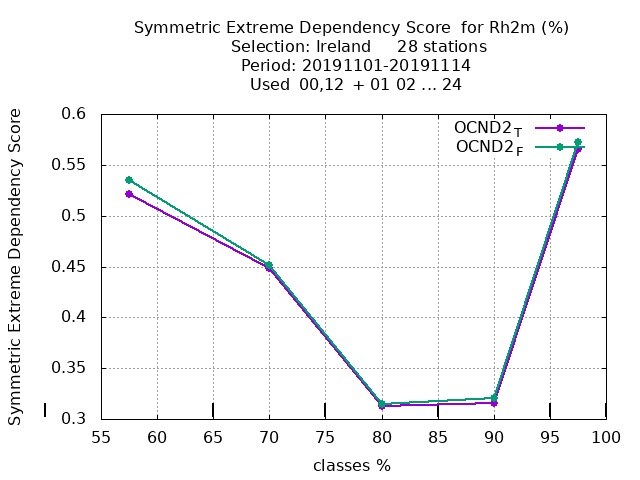 Symmetric Extreme Dependency Score for Rh2m (%)
Selection: Ireland 28 stations
Period: 20191101-20191114
Used 00,12 + 01 02 ... 24
Symmetric Extreme Dependency Score
0.6
0.55
0.5
0.45
0.4
0.35
0.3
OCND2T
OCND2F
55 60 65 70 75 80 85 90 95 100
classes %